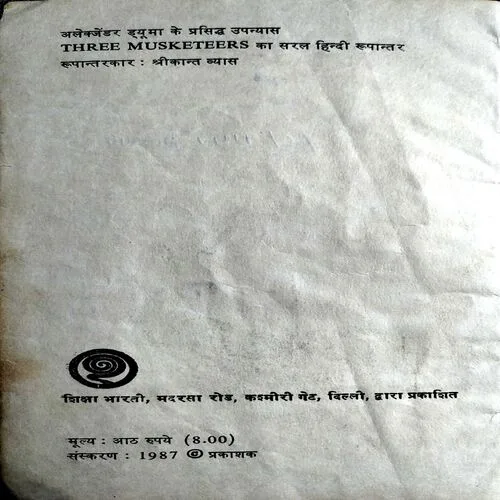 अलेक्जेंडर ड्यूमा के प्रसिद्ध उपन्यास
THREE MUSKETEERS का सरल हिन्दी रूपान्तर
रूपान्तरकार : श्रीकान्त व्यास
शिक्षा भारती, मदरसा रोड, कश्मीरी गेट, दिल्ली, द्वारा प्रकाशित
मूल्य : आठ रुपये (8.00)
संस्करण : 1987 © प्रकाशक